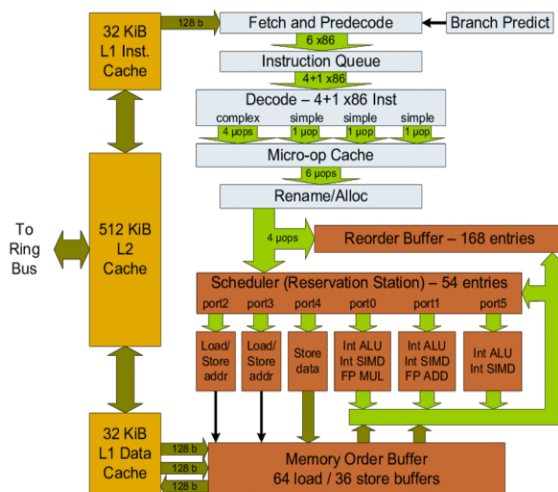 32 KiB
L1 Inst.
Cache
128 b
Fetch and Predecode
Branch Predict
6 x86
Instruction Queue
4+1 x86
Decode – 4+1 x86 Inst
complex simple simple simple
4 µops 1 µop 1 µop 1 µop
Micro-op Cache
6 µops
Rename/Alloc
To
Ring
Bus
512 KiB
L2
Cache
4 µops
Reorder Buffer – 168 entries
Scheduler (Reservation Station) – 54 entries
port2 port3 port4 port0 port1 port5
Load/
Store
addr
Load/
Store
addr
Store
data
Int ALU
Int SIMD
FP MUL
Int ALU
Int SIMD
FP ADD
Int ALU
Int SIMD
32 KiB
L1 Data
Cache
128 b
128 b
128 b
Memory Order Buffer
64 load / 36 store buffers